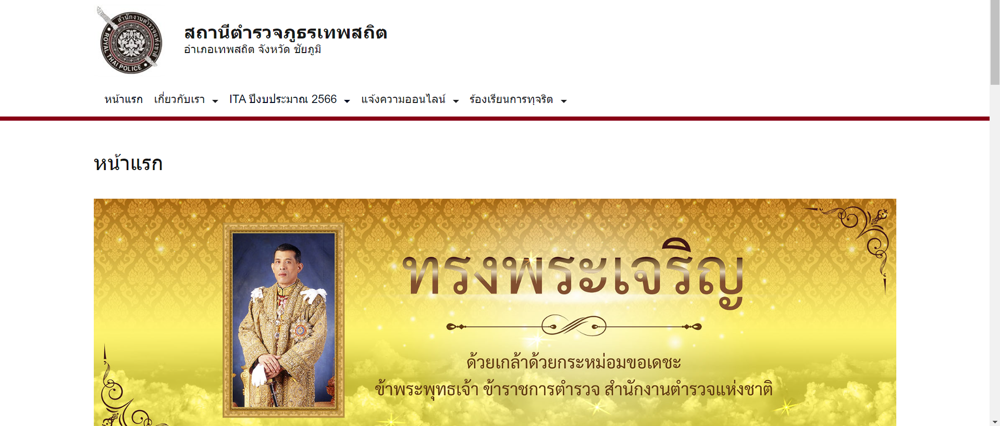 สำนักงานตำรวจแห่งชาติ
ROYAL THAI POLICE
สถานีตำรวจภูธรเทพสถิต
อำเภอเทพสถิต จังหวัด ชัยภูมิ
หน้าแรก เกี่ยวกับเรา ITA ปีงบประมาณ 2566 แจ้งความออนไลน์ ร้องเรียนการทุจริต
หน้าแรก
ทรงพระเจริญ
ด้วยเกล้าด้วยกระหม่อมขอเดชะ
ข้าพระพุทธเจ้า ข้าราชการตำรวจ สำนักงานตำรวจแห่งชาติ